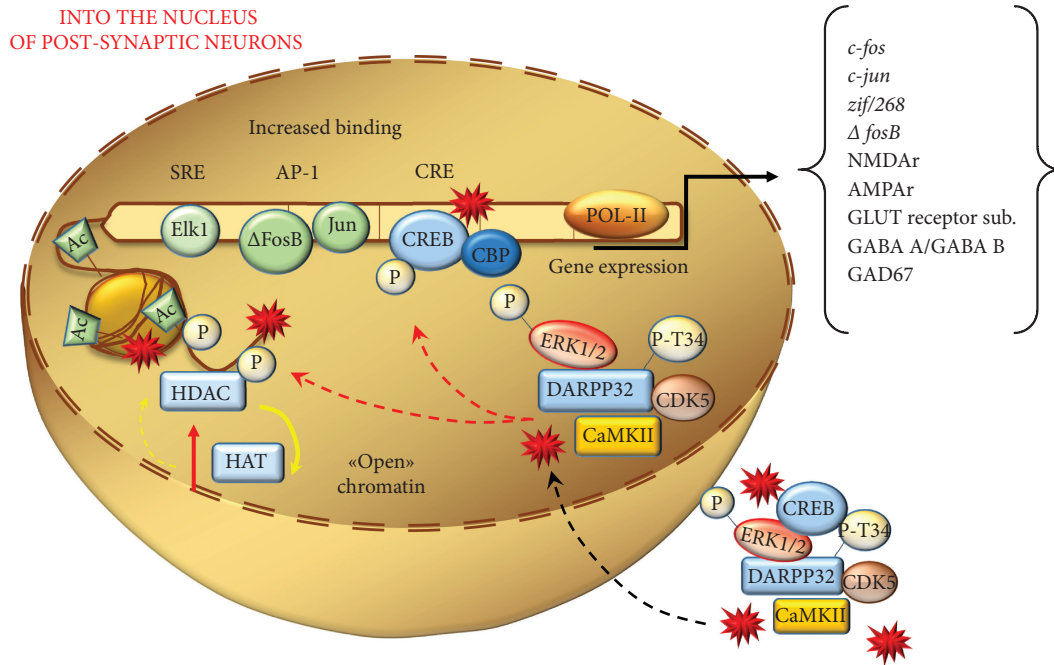 INTO THE NUCLEUS
OF POST-SYNAPTIC NEURONS
Increased binding
SRE
AP-1
CRE
Elk1
ΔFosB
Jun
CREB
CBP
POL-II
P
Gene expression
c-fos
c-jun
zif/268
Δ fosB
NMDAr
AMPAr
GLUT receptor sub.
GABA A/GABA B
GAD67
Ac
Ac
Ac
P
P
HDAC
HAT
«Open»
chromatin
P
ERK1/2
P-T34
DARPP32
CDK5
CaMKII
P
CREB
ERK1/2
P-T34
DARPP32
CDK5
CaMKII